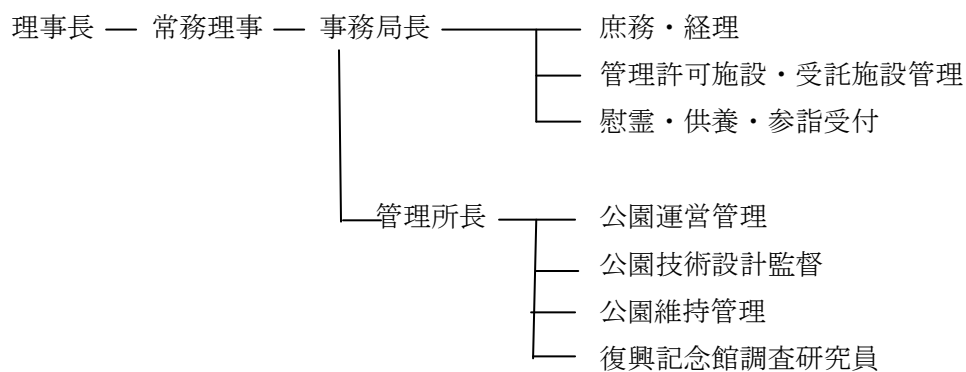 理事長 ― 常務理事 ― 事務局長 庶務・経理
管理許可施設・受託施設管理
慰霊・供養・参詣受付
管理所長 公園運営管理
公園技術設計監督
公園維持管理
復興記念館調査研究員